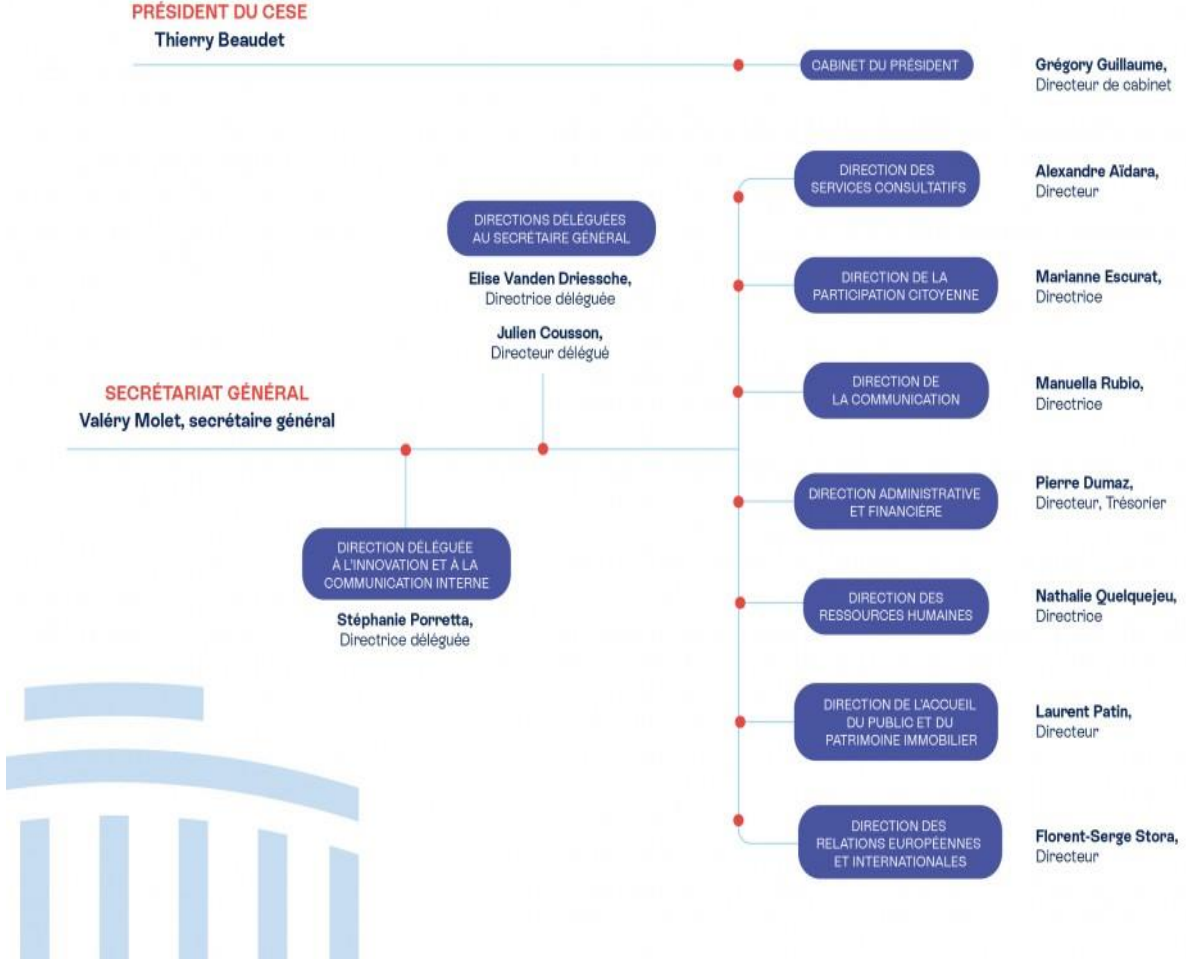 PRÉSIDENT DU CESE
Thierry Beaudet
CABINET DU PRÉSIDENT
Grégory Guillaume,
Directeur de cabinet
DIRECTION DES
SERVICES CONSULTATIFS
Alexandre Aïdara,
Directeur
DIRECTIONS DÉLÉGUÉES
AU SECRÉTAIRE GÉNÉRAL
Elise Vanden Driessche,
Directrice déléguée
Julien Cousson,
Directeur délégué
DIRECTION DE LA
PARTICIPATION CITOYENNE
Marianne Escurat,
Directrice
SECRÉTARIAT GÉNÉRAL
Valéry Molet, secrétaire général
DIRECTION DE
LA COMMUNICATION
Manuella Rubio,
Directrice
DIRECTION ADMINISTRATIVE
ET FINANCIÈRE
Pierre Dumaz,
Directeur, Trésorier
DIRECTION DÉLÉGUÉE
À L'INNOVATION ET À LA
COMMUNICATION INTERNE
Stéphanie Porretta,
Directrice déléguée
DIRECTION DES
RESSOURCES HUMAINES
Nathalie Quelquejeu,
Directrice
DIRECTION DE L'ACCUEIL
DU PUBLIC ET DU
PATRIMOINE IMMOBILIER
Laurent Patin,
Directeur
DIRECTION DES
RELATIONS EUROPÉENNES
ET INTERNATIONALES
Florent-Serge Stora,
Directeur